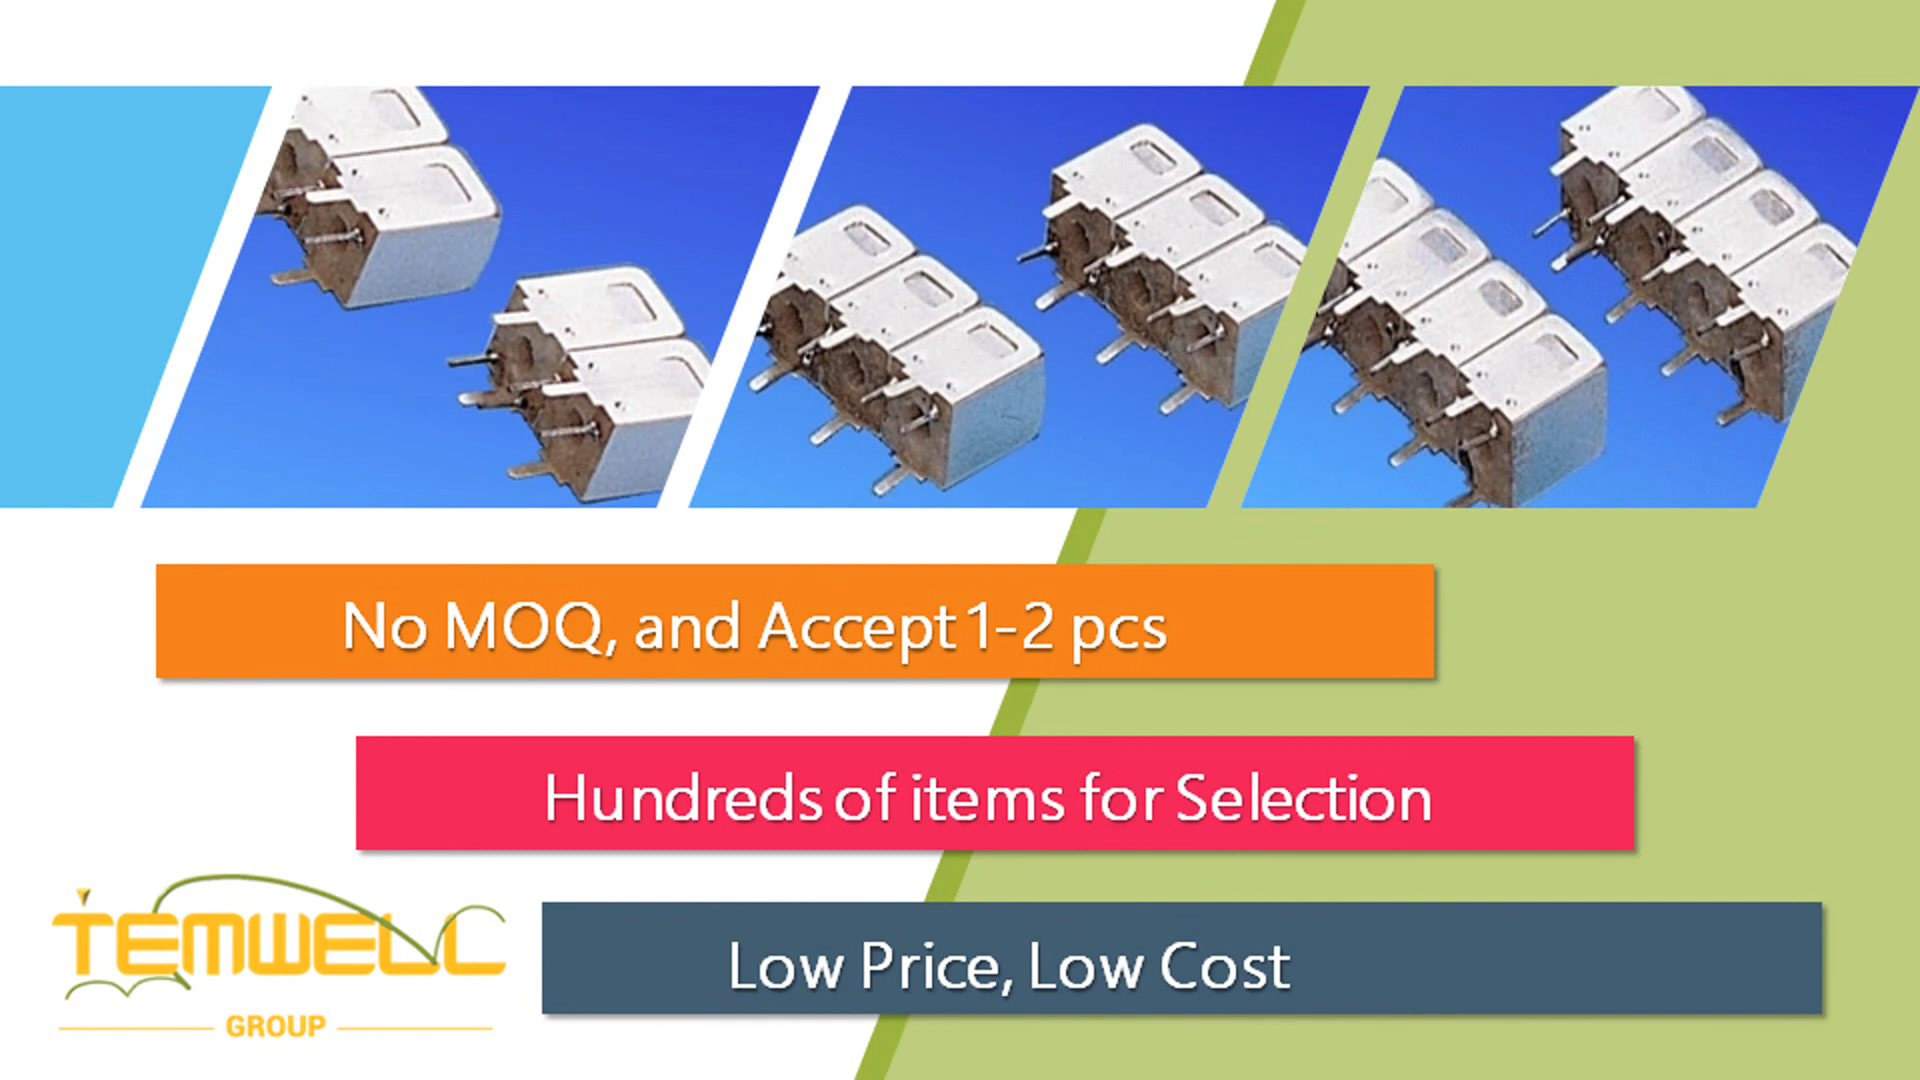 No MOQ, and Accept 1-2 pcs
Hundreds of items for Selection
Low Price, Low Cost
TEMWELL
GROUP